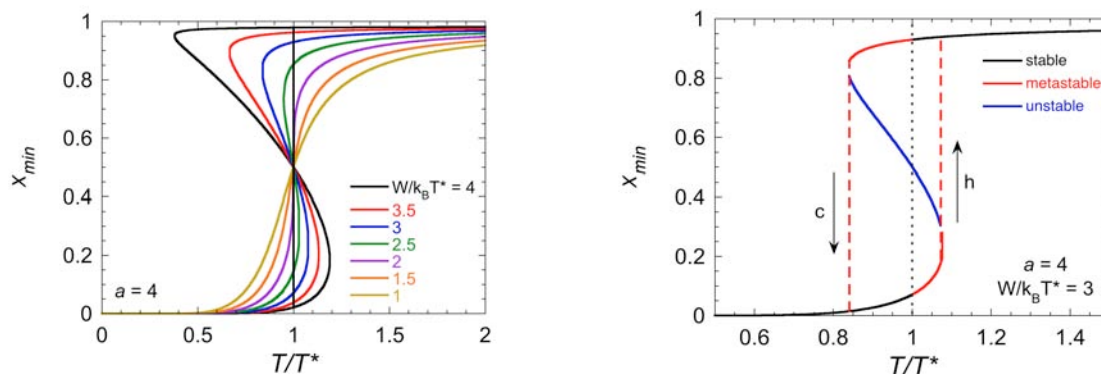 1
0.8
0.6
0.4
0.2
0
x_min
W/k_BT* = 4
3.5
3
2.5
2
1.5
1
a = 4
0 0.5 1 1.5 2
T/T*
1
0.8
0.6
0.4
0.2
0
x_min
stable
metastable
unstable
c
h
a = 4
W/k_BT* = 3
0.6 0.8 1 1.2 1.4
T/T*